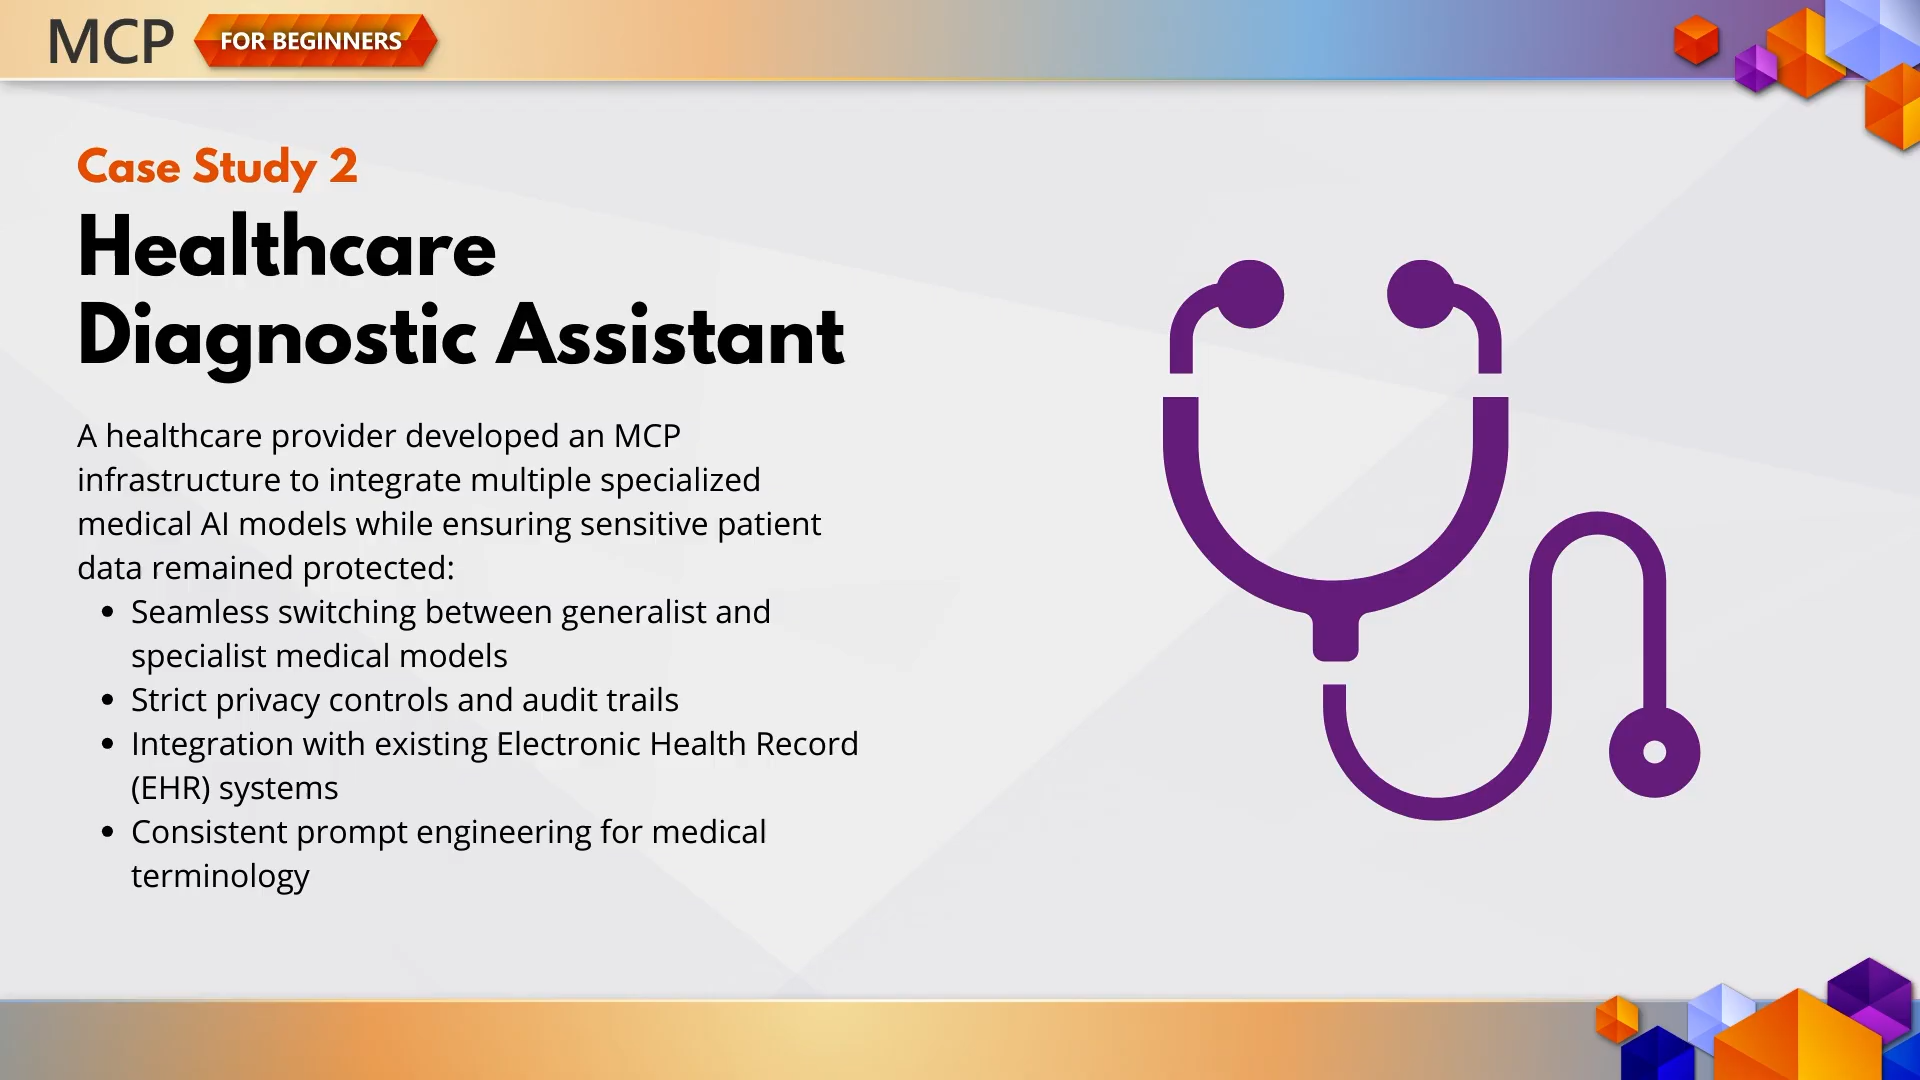 MCP FOR BEGINNERS
Case Study 2
Healthcare
Diagnostic Assistant
A healthcare provider developed an MCP
infrastructure to integrate multiple specialized
medical AI models while ensuring sensitive patient
data remained protected:
• Seamless switching between generalist and
specialist medical models
• Strict privacy controls and audit trails
• Integration with existing Electronic Health Record
(EHR) systems
• Consistent prompt engineering for medical
terminology